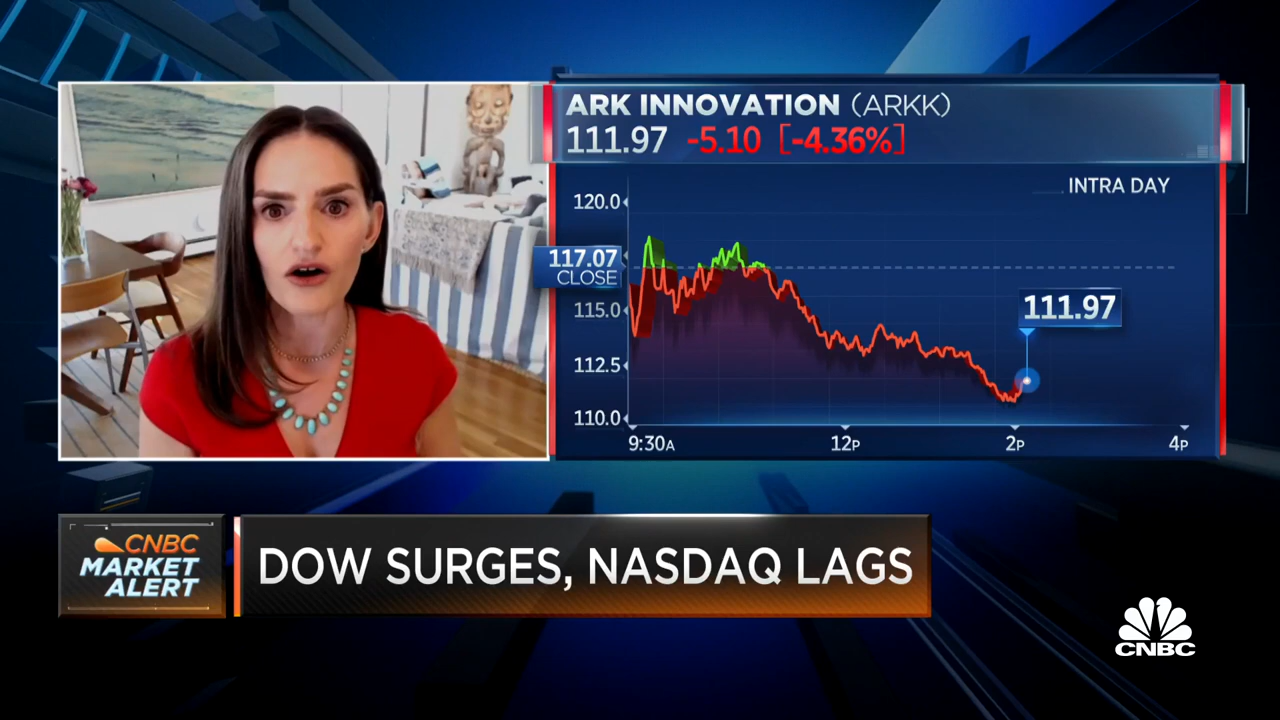 ARK INNOVATION (ARKK)
111.97 -5.10 [-4.36%]
INTRA DAY
120.0
117.07
CLOSE
115.0
112.5
110.0
111.97
9:30A 12P 2P 4P
CNBC
MARKET
ALERT
DOW SURGES, NASDAQ LAGS
CNBC